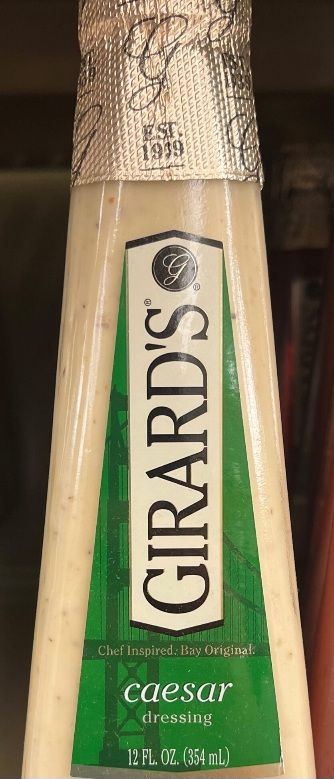 G
EST.
1939
G
GIRARD'S®
Chef Inspired. Bay Original.
caesar
dressing
12 FL. OZ. (354 mL)